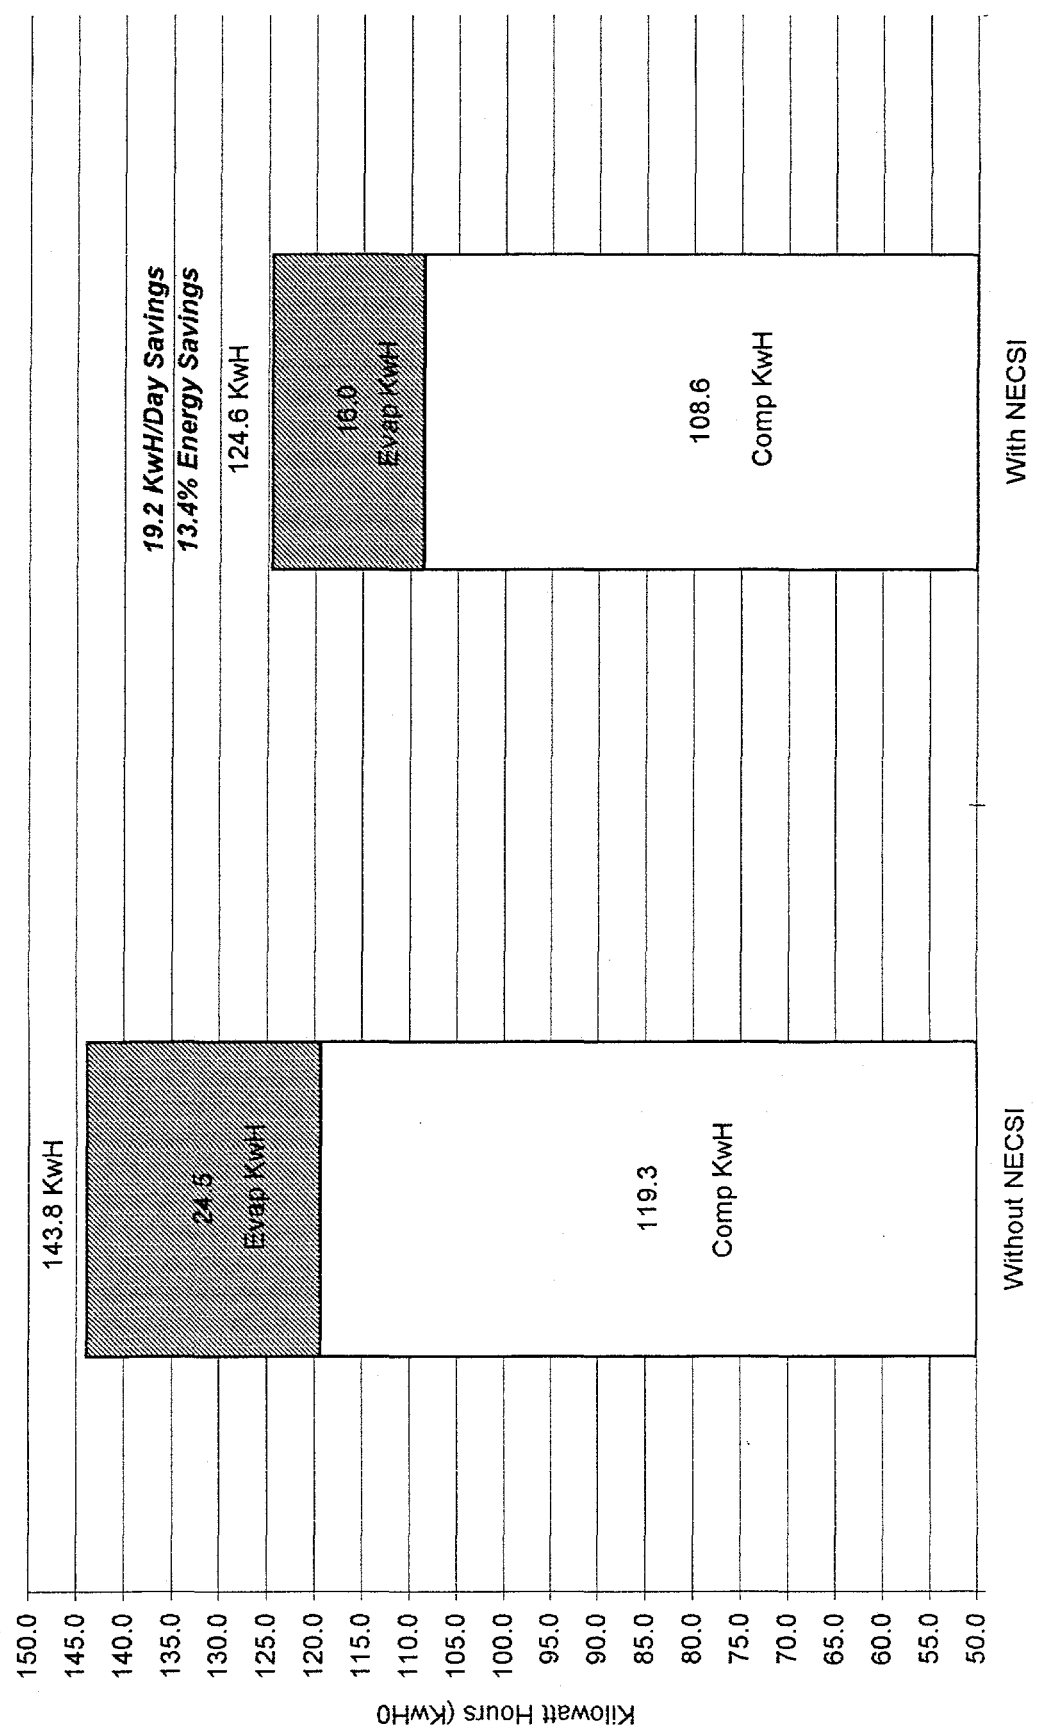 Kilowatt Hours (KwH0
150.0
145.0
140.0
135.0
130.0
125.0
120.0
115.0
110.0
105.0
100.0
95.0
90.0
85.0
80.0
75.0
70.0
65.0
60.0
55.0
50.0
143.8 KwH
24.5
Evap KwH
119.3
Comp KwH
Without NECSI
19.2 KwH/Day Savings
13.4% Energy Savings
124.6 KwH
16.0
Evap KwH
108.6
Comp KwH
With NECSI